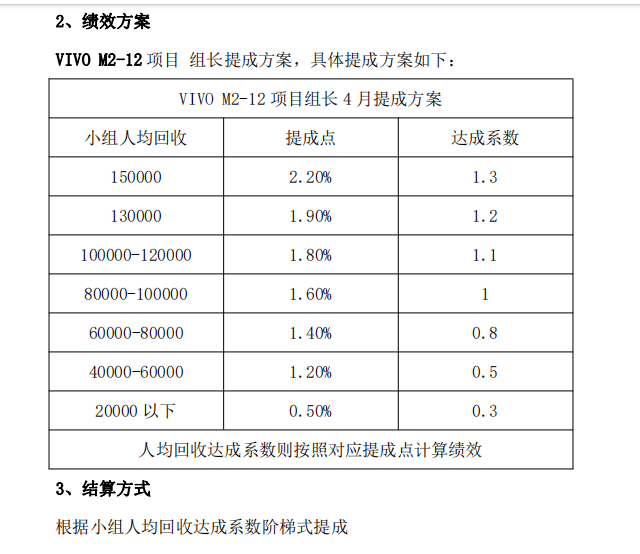 2、绩效方案
VIVO M2-12 项目 组长提成方案，具体提成方案如下：
VIVO M2-12 项目组长 4 月提成方案
小组人均回收 提成点 达成系数
150000 2.20% 1.3
130000 1.90% 1.2
100000-120000 1.80% 1.1
80000-100000 1.60% 1
60000-80000 1.40% 0.8
40000-60000 1.20% 0.5
20000 以下 0.50% 0.3
人均回收达成系数则按照对应提成点计算绩效
3、结算方式
根据小组人均回收达成系数阶梯式提成